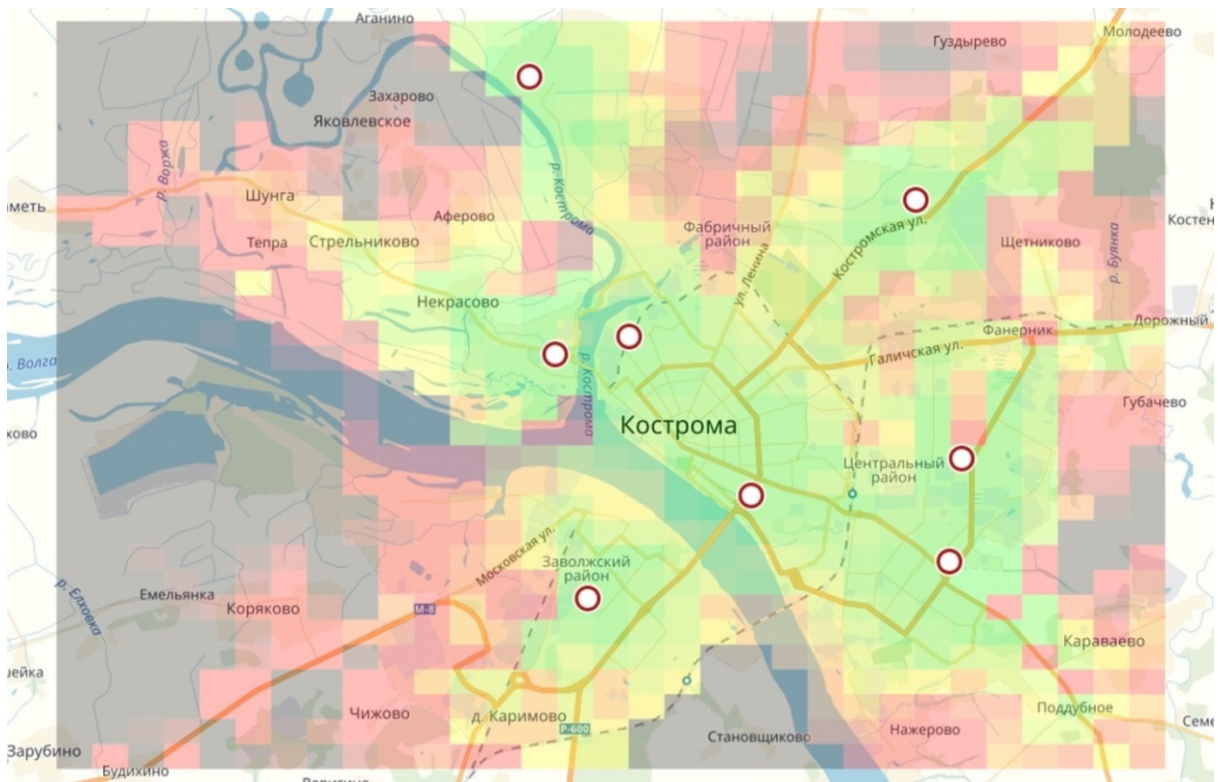 Аганино
Молодеево
Гуздырево
Захарово
Яковлевское
р. Воржа
р. Кострома
Шунга
Аферово
Фабричный
район
Костромская ул.
Тепра
Стрельниково
Щетниково
р. Буянка
ул. Ленина
Некрасово
Дорожный
Фанерник
Галичская ул.
р. Волга
р. Кострома
Губачево
Кострома
Центральный
район
Московская ул.
Заволжский
район
р. Елховка
Емельянка
Коряково
М-8
Караваево
Чижово
д. Каримово
Поддубное
Р-600
Нажерово
Становщиково
Зарубино
Будихино